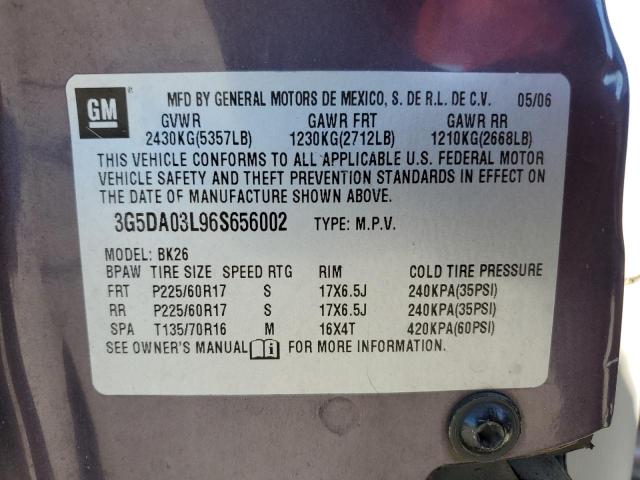 GM
MFD BY GENERAL MOTORS DE MEXICO, S. DE R.L. DE C.V. 05/06
GVWR GAWR FRT GAWR RR
2430KG(5357LB) 1230KG(2712LB) 1210KG(2668LB)
THIS VEHICLE CONFORMS TO ALL APPLICABLE U.S. FEDERAL MOTOR
VEHICLE SAFETY AND THEFT PREVENTION STANDARDS IN EFFECT ON
THE DATE OF MANUFACTURE SHOWN ABOVE.
3G5DA03L96S656002 TYPE: M.P.V.
MODEL: BK26
BPAW TIRE SIZE SPEED RTG RIM COLD TIRE PRESSURE
FRT P225/60R17 S 17X6.5J 240KPA(35PSI)
RR P225/60R17 S 17X6.5J 240KPA(35PSI)
SPA T135/70R16 M 16X4T 420KPA(60PSI)
SEE OWNER'S MANUAL FOR MORE INFORMATION.